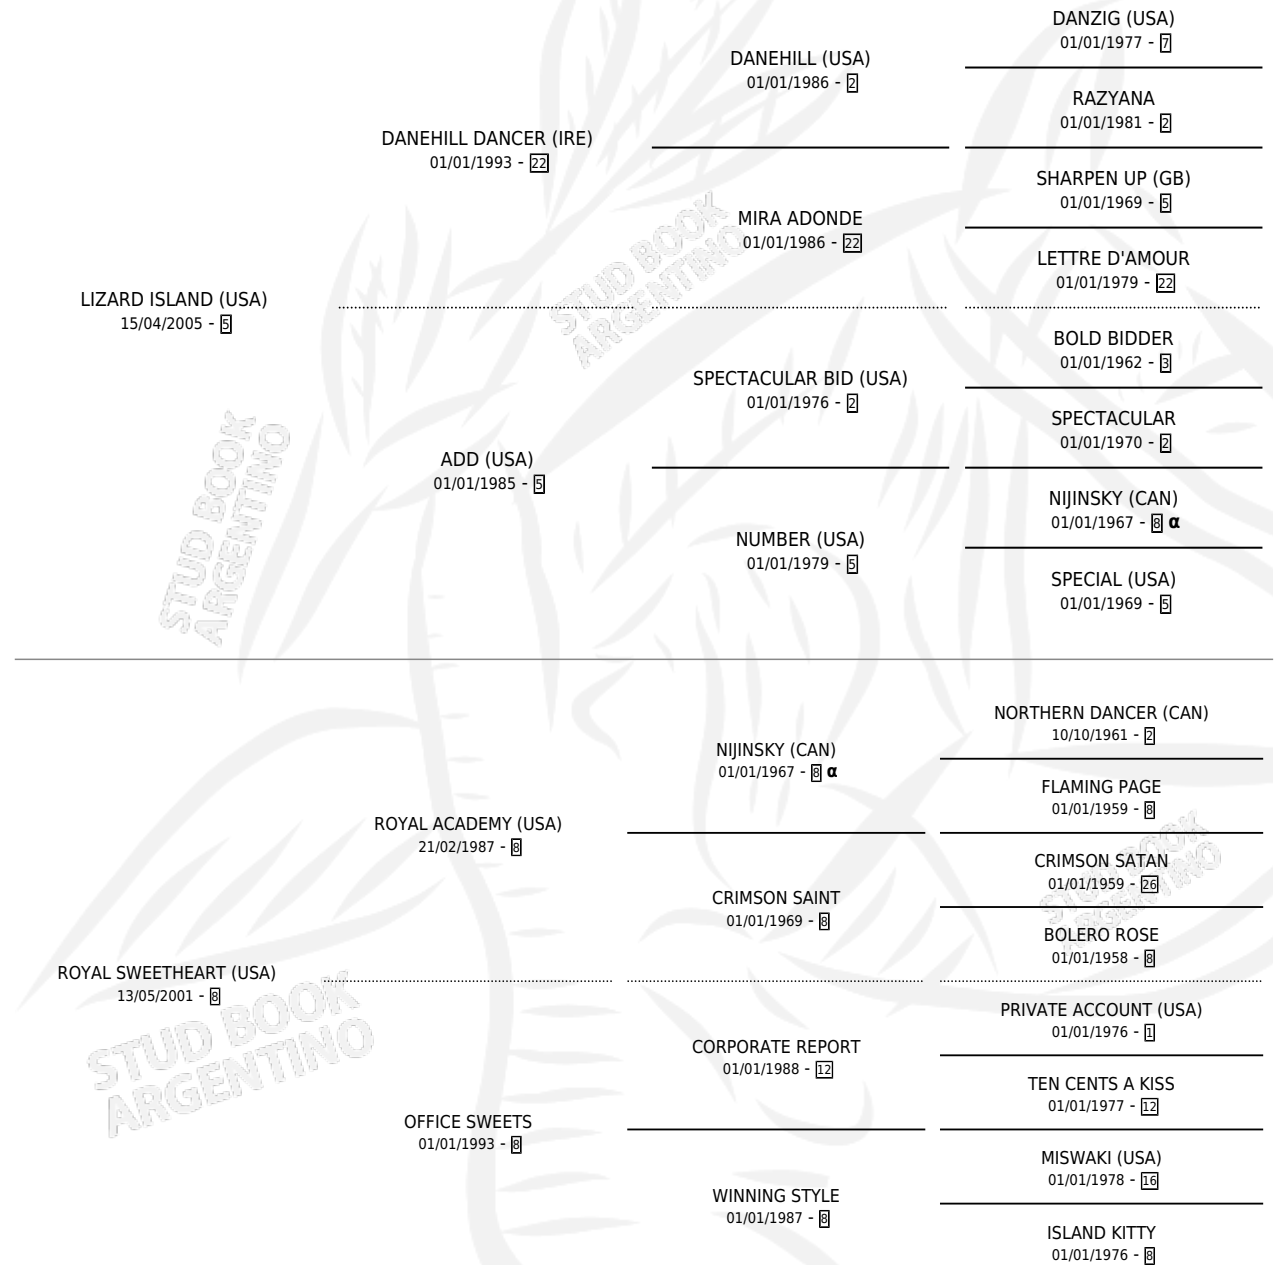 DANZIG (USA)
01/01/1977 - 7
DANEHILL (USA)
01/01/1986 - 2
RAZYANA
01/01/1981 - 2
DANEHILL DANCER (IRE)
01/01/1993 - 22
SHARPEN UP (GB)
01/01/1969 - 5
MIRA ADONDE
01/01/1986 - 22
LETTRE D'AMOUR
01/01/1979 - 22
LIZARD ISLAND (USA)
15/04/2005 - 5
BOLD BIDDER
01/01/1962 - 3
SPECTACULAR BID (USA)
01/01/1976 - 2
SPECTACULAR
01/01/1970 - 2
ADD (USA)
01/01/1985 - 5
NIJINSKY (CAN)
01/01/1967 - 8 α
NUMBER (USA)
01/01/1979 - 5
SPECIAL (USA)
01/01/1969 - 5
NORTHERN DANCER (CAN)
10/10/1961 - 2
NIJINSKY (CAN)
01/01/1967 - 8 α
FLAMING PAGE
01/01/1959 - 8
ROYAL ACADEMY (USA)
21/02/1987 - 8
CRIMSON SATAN
01/01/1959 - 26
CRIMSON SAINT
01/01/1969 - 8
BOLERO ROSE
01/01/1958 - 8
ROYAL SWEETHEART (USA)
13/05/2001 - 8
PRIVATE ACCOUNT (USA)
01/01/1976 - 1
CORPORATE REPORT
01/01/1988 - 12
TEN CENTS A KISS
01/01/1977 - 12
OFFICE SWEETS
01/01/1993 - 8
MISWAKI (USA)
01/01/1978 - 16
WINNING STYLE
01/01/1987 - 8
ISLAND KITTY
01/01/1976 - 8
STUD BOOK
ARGENTINO
STUD BOOK
ARGENTINO
STUD BOOK
ARGENTINO
STUD BOOK
ARGENTINO